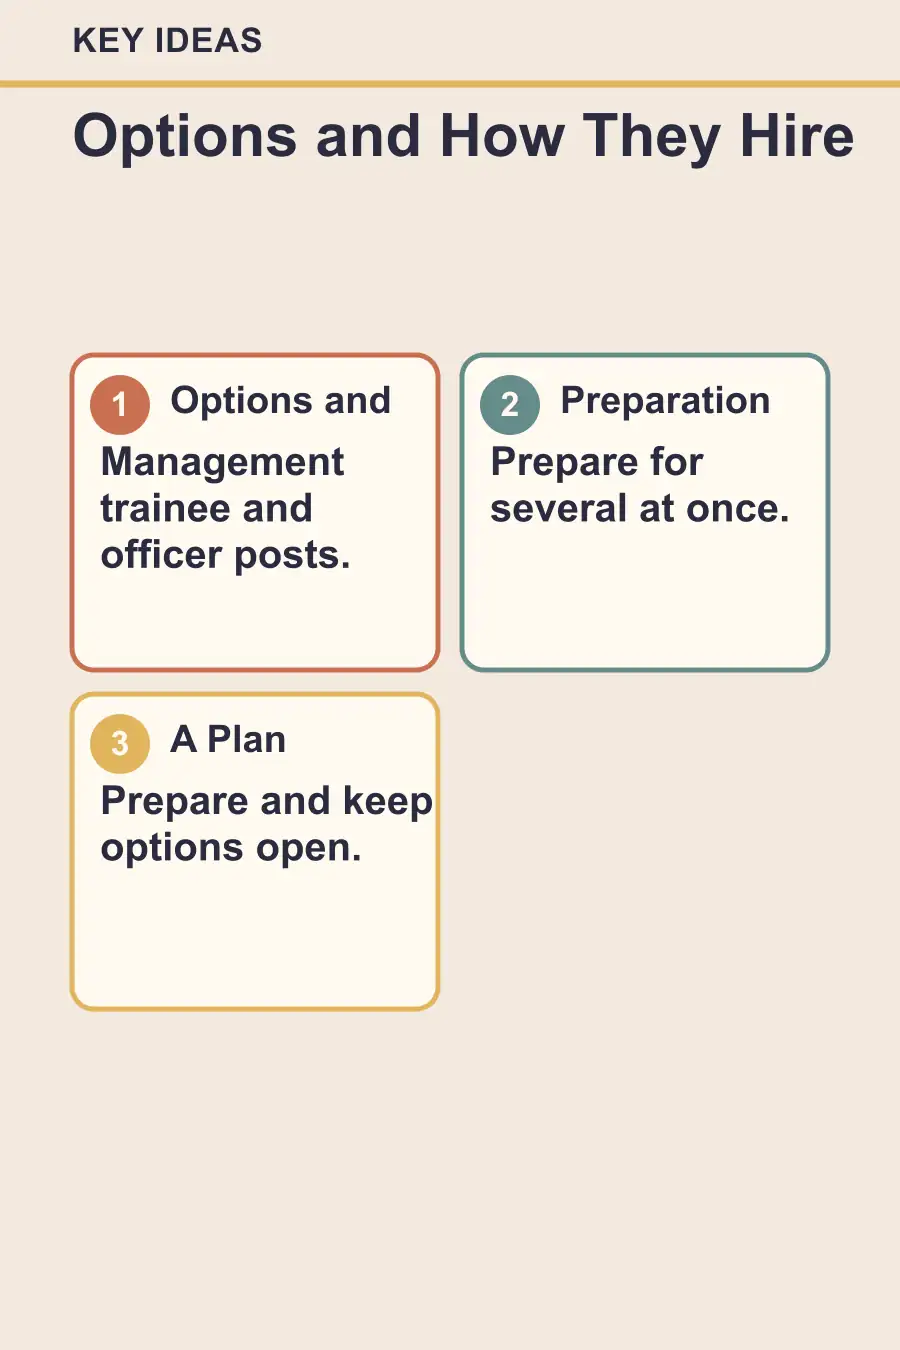 KEY IDEAS
Options and How They Hire
1 Options and
Management
trainee and
officer posts.
2 Preparation
Prepare for
several at once.
3 A Plan
Prepare and keep
options open.